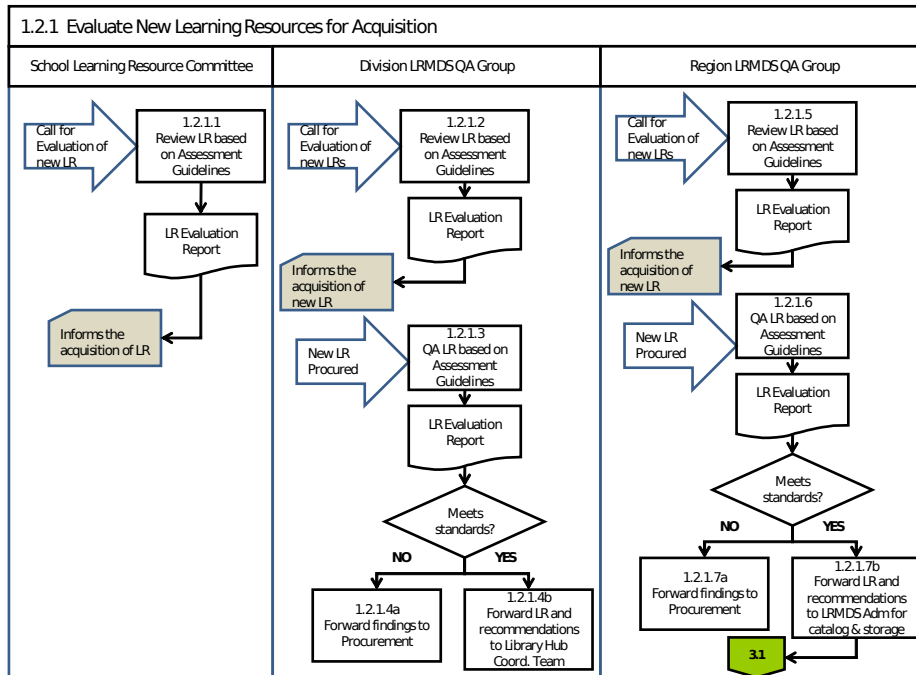 1.2.1 Evaluate New Learning Resources for Acquisition
School Learning Resource Committee
Call for
Evaluation of
new LR
1.2.1.1
Review LR based
on Assessment
Guidelines
LR Evaluation
Report
Informs the
acquisition of LR
Division LRMDS QA Group
Call for
Evaluation of
new LRs
1.2.1.2
Review LR based
on Assessment
Guidelines
LR Evaluation
Report
Informs the
acquisition of
new LR
New LR
Procured
1.2.1.3
QA LR based on
Assessment
Guidelines
LR Evaluation
Report
Meets
standards?
NO
YES
1.2.1.4a
Forward findings to
Procurement
1.2.1.4b
Forward LR and
recommendations
to Library Hub
Coord. Team
Region LRMDS QA Group
Call for
Evaluation of
new LRs
1.2.1.5
Review LR based
on Assessment
Guidelines
LR Evaluation
Report
Informs the
acquisition of
new LR
New LR
Procured
1.2.1.6
QA LR based on
Assessment
Guidelines
LR Evaluation
Report
Meets
standards?
NO
YES
1.2.1.7a
Forward findings to
Procurement
1.2.1.7b
Forward LR and
recommendations
to LRMDS Adm for
catalog & storage
3.1